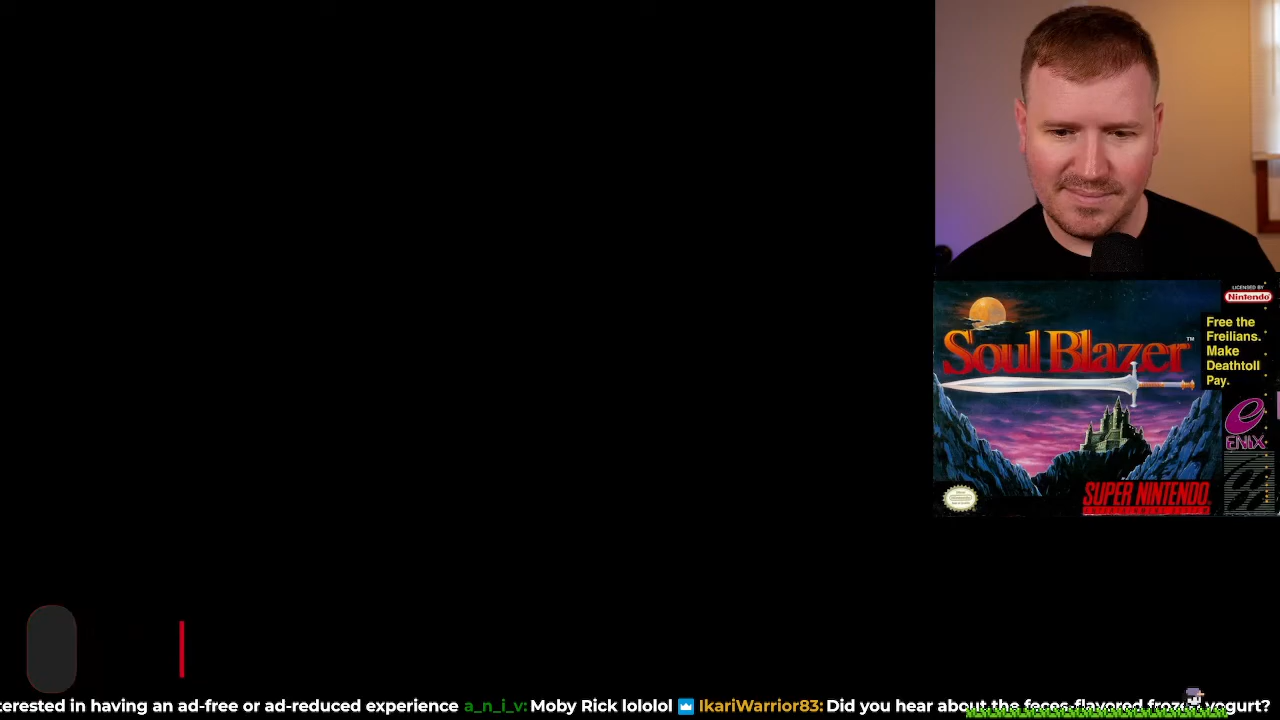 LICENSED BY
Nintendo
Soul Blazer™
Free the
Freilians.
Make
Deathtoll
Pay.
ENIX
SUPER NINTENDO
terested in having an ad-free or ad-reduced experience a_n_i_v: Moby Rick lololol IkariWarrior83: Did you hear about the feces-flavored frozen yogurt?